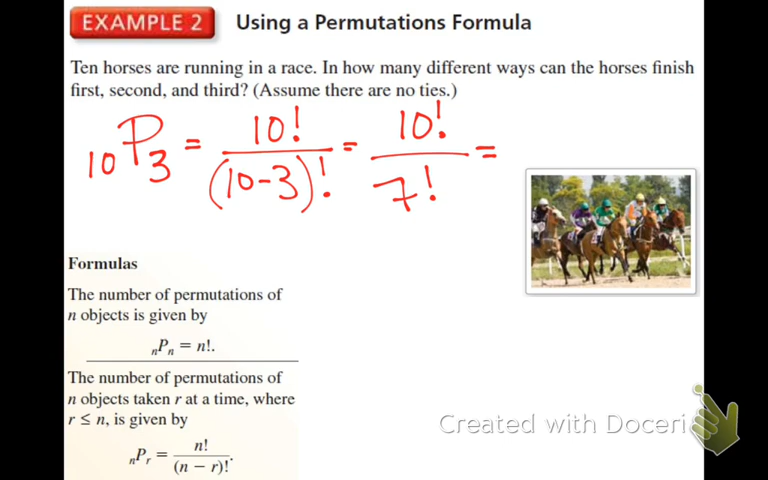 EXAMPLE 2 Using a Permutations Formula
Ten horses are running in a race. In how many different ways can the horses finish
first, second, and third? (Assume there are no ties.)
₁₀P₃ = 10!/(10-3)! = 10!/7! =
Formulas
The number of permutations of
n objects is given by
ₙPₙ = n!.
The number of permutations of
n objects taken r at a time, where
r ≤ n, is given by
ₙPᵣ = n!/(n − r)!.
Created with Doceri